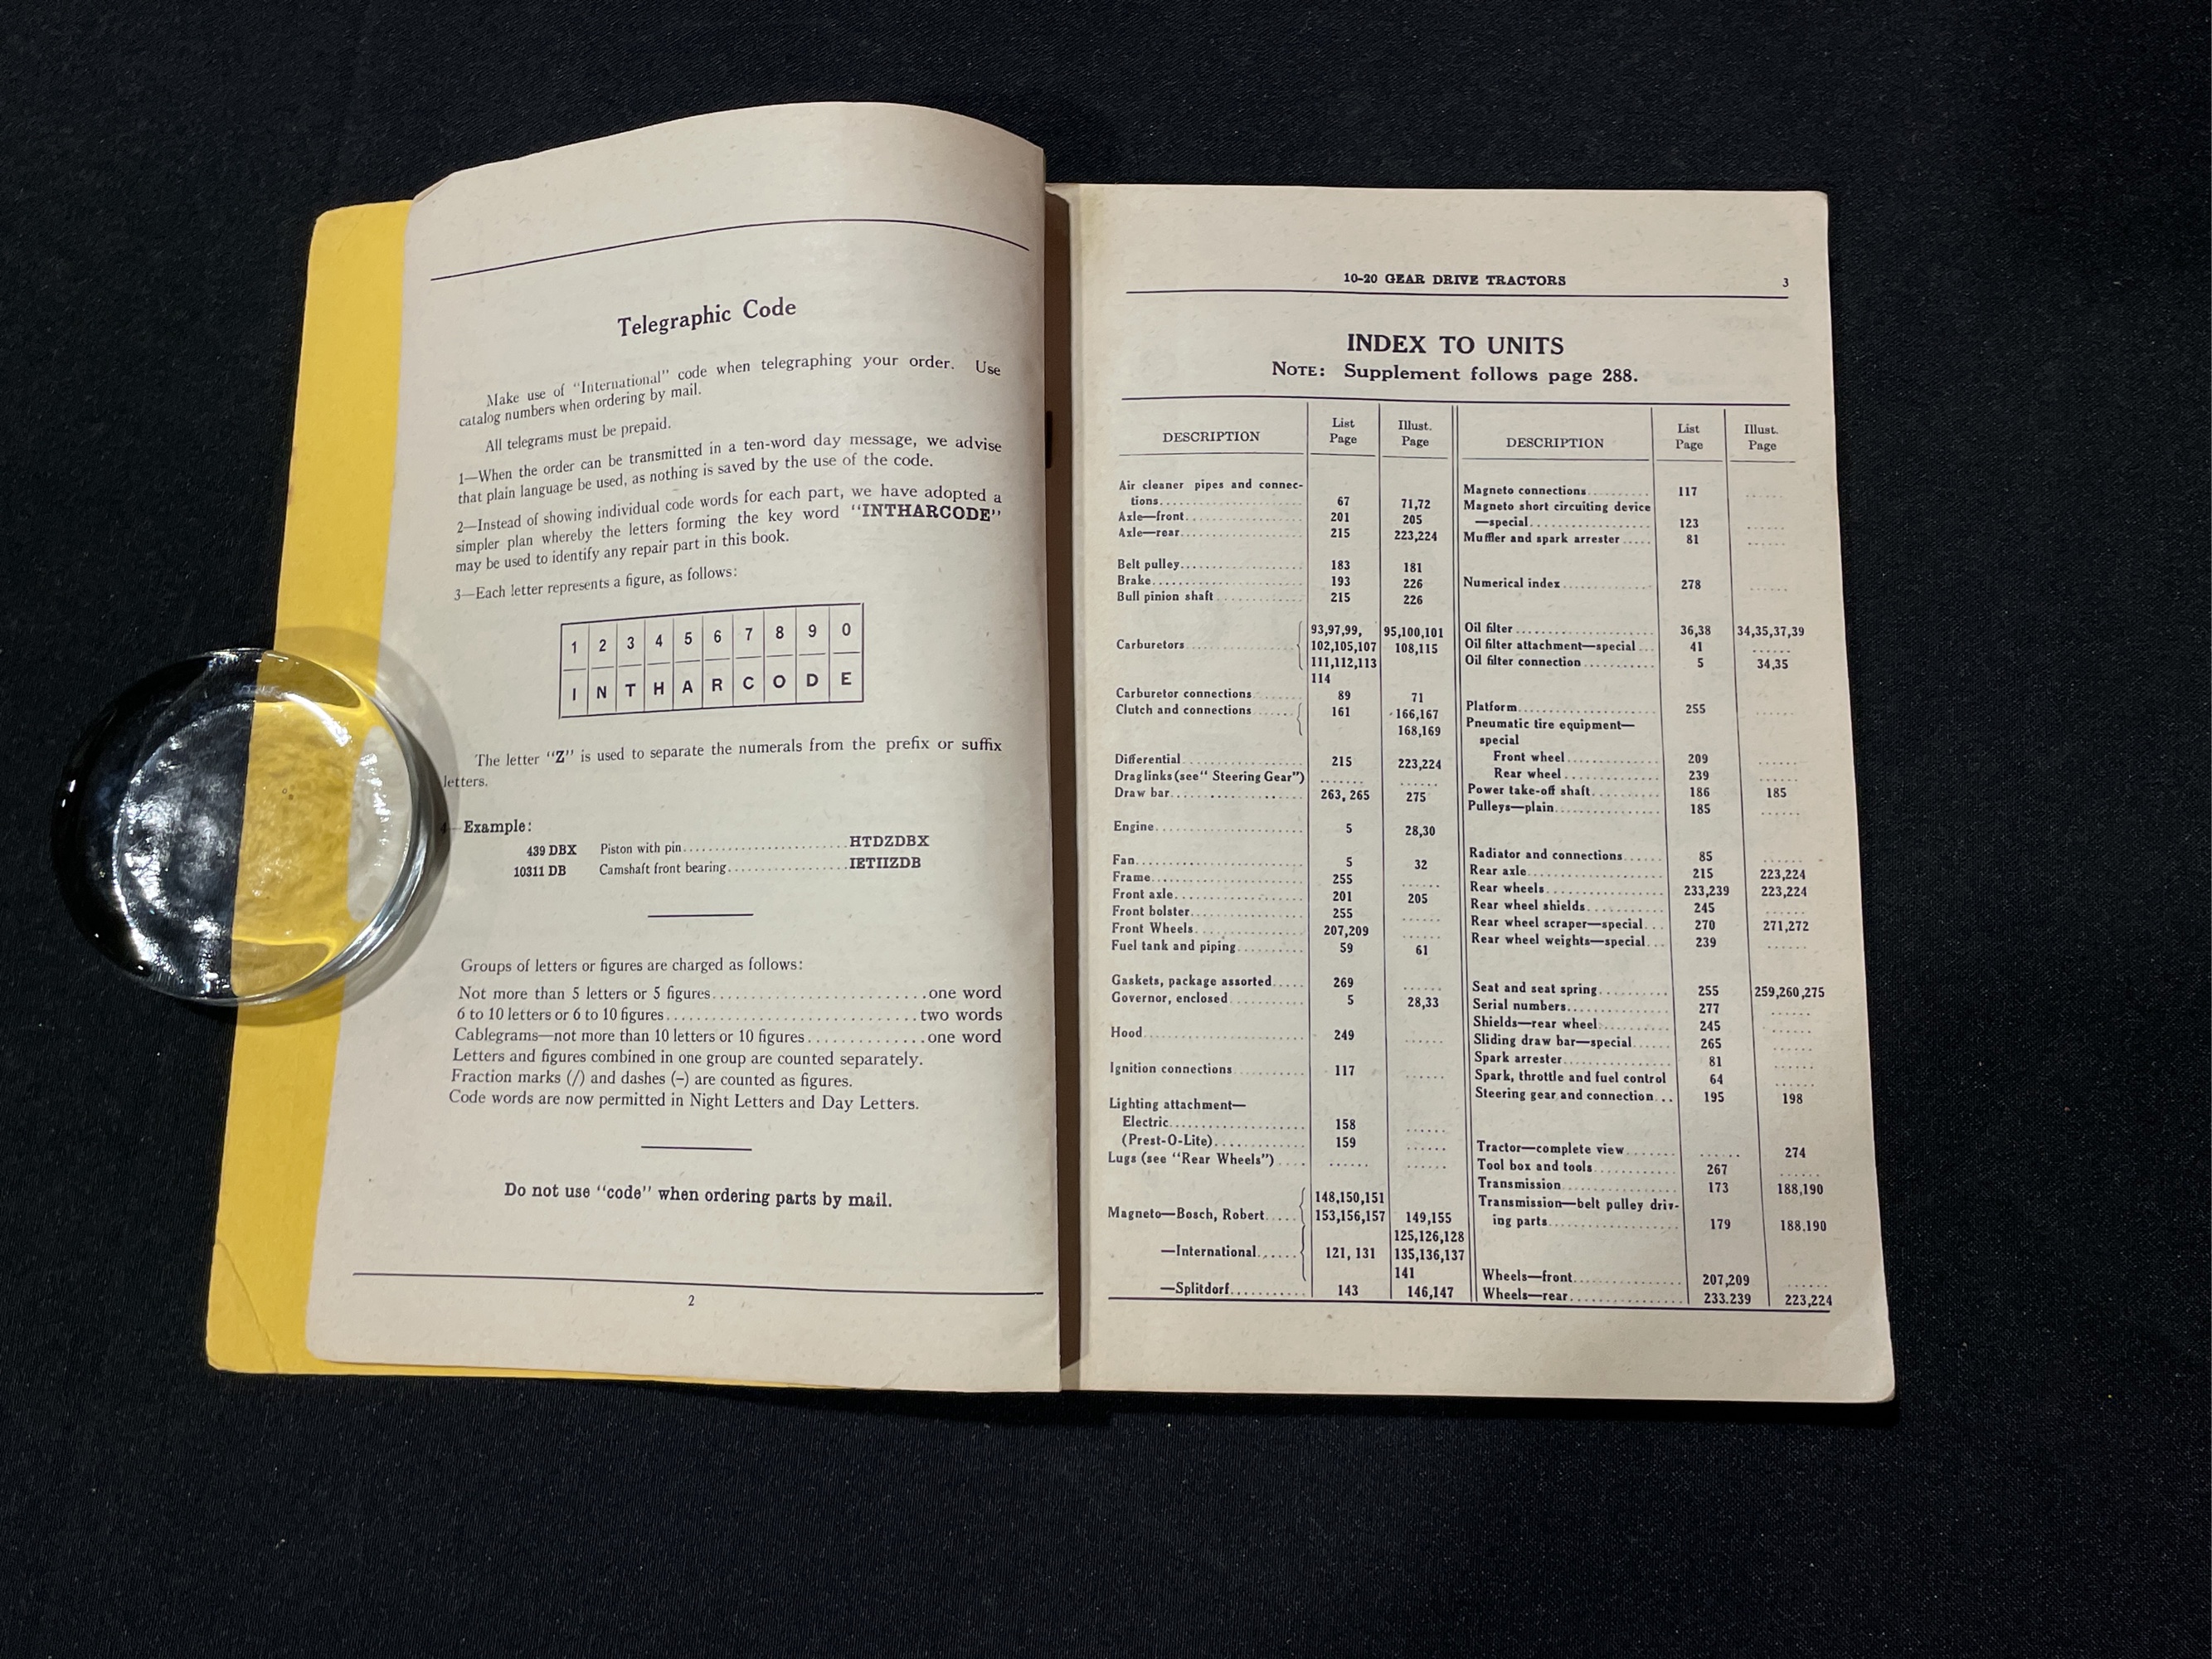 Telegraphic Code
Make use of "International" code when telegraphing your order. Use
catalog numbers when ordering by mail.
All telegrams must be prepaid.
1—When the order can be transmitted in a ten-word day message, we advise
that plain language be used, as nothing is saved by the use of the code.
2—Instead of showing individual code words for each part, we have adopted a
simpler plan whereby the letters forming the key word "INTHARCODE"
may be used to identify any repair part in this book.
3—Each letter represents a figure, as follows:
1 2 3 4 5 6 7 8 9 0
I N T H A R C O D E
The letter "Z" is used to separate the numerals from the prefix or suffix
letters.
4—Example:
439 DBX Piston with pin........................HTDZDBX
10311 DB Camshaft front bearing..................IETIIZDB
Groups of letters or figures are charged as follows:
Not more than 5 letters or 5 figures............................one word
6 to 10 letters or 6 to 10 figures.................................two words
Cablegrams—not more than 10 letters or 10 figures...............one word
Letters and figures combined in one group are counted separately.
Fraction marks (/) and dashes (–) are counted as figures.
Code words are now permitted in Night Letters and Day Letters.
Do not use "code" when ordering parts by mail.
2
10-20 GEAR DRIVE TRACTORS 3
INDEX TO UNITS
NOTE: Supplement follows page 288.
DESCRIPTION List Page Illust. Page
Air cleaner pipes and connec-
tions 67 71,72
Axle—front 201 205
Axle—rear 215 223,224
Belt pulley 183 181
Brake 193 226
Bull pinion shaft 215 226
Carburetors 93,97,99, 95,100,101
102,105,107 108,115
111,112,113
114
Carburetor connections 89 71
Clutch and connections 161 166,167
168,169
Differential 215 223,224
Drag links (see "Steering Gear")
Draw bar 263, 265 275
Engine 5 28,30
Fan 5 32
Frame 255
Front axle 201 205
Front bolster 255
Front Wheels 207,209
Fuel tank and piping 59 61
Gaskets, package assorted 269
Governor, enclosed 5 28,33
Hood 249
Ignition connections 117
Lighting attachment—
Electric 158
(Prest-O-Lite) 159
Lugs (see "Rear Wheels")
Magneto—Bosch, Robert 148,150,151
153,156,157 149,155
—International 121, 131 125,126,128
135,136,137
141
—Splitdorf 143 146,147
DESCRIPTION List Page Illust. Page
Magneto connections 117
Magneto short circuiting device
—special 123
Muffler and spark arrester 81
Numerical index 278
Oil filter 36,38 34,35,37,39
Oil filter attachment—special 41
Oil filter connection 5 34,35
Platform 255
Pneumatic tire equipment—
special
Front wheel 209
Rear wheel 239
Power take-off shaft 186 185
Pulleys—plain 185
Radiator and connections 85
Rear axle 215 223,224
Rear wheels 233,239 223,224
Rear wheel shields 245
Rear wheel scraper—special 270 271,272
Rear wheel weights—special 239
Seat and seat spring 255 259,260,275
Serial numbers 277
Shields—rear wheel 245
Sliding draw bar—special 265
Spark arrester 81
Spark, throttle and fuel control 64
Steering gear and connection 195 198
Tractor—complete view 274
Tool box and tools 267
Transmission 173 188,190
Transmission—belt pulley driv-
ing parts 179 188,190
Wheels—front 207,209
Wheels—rear 233.239 223,224